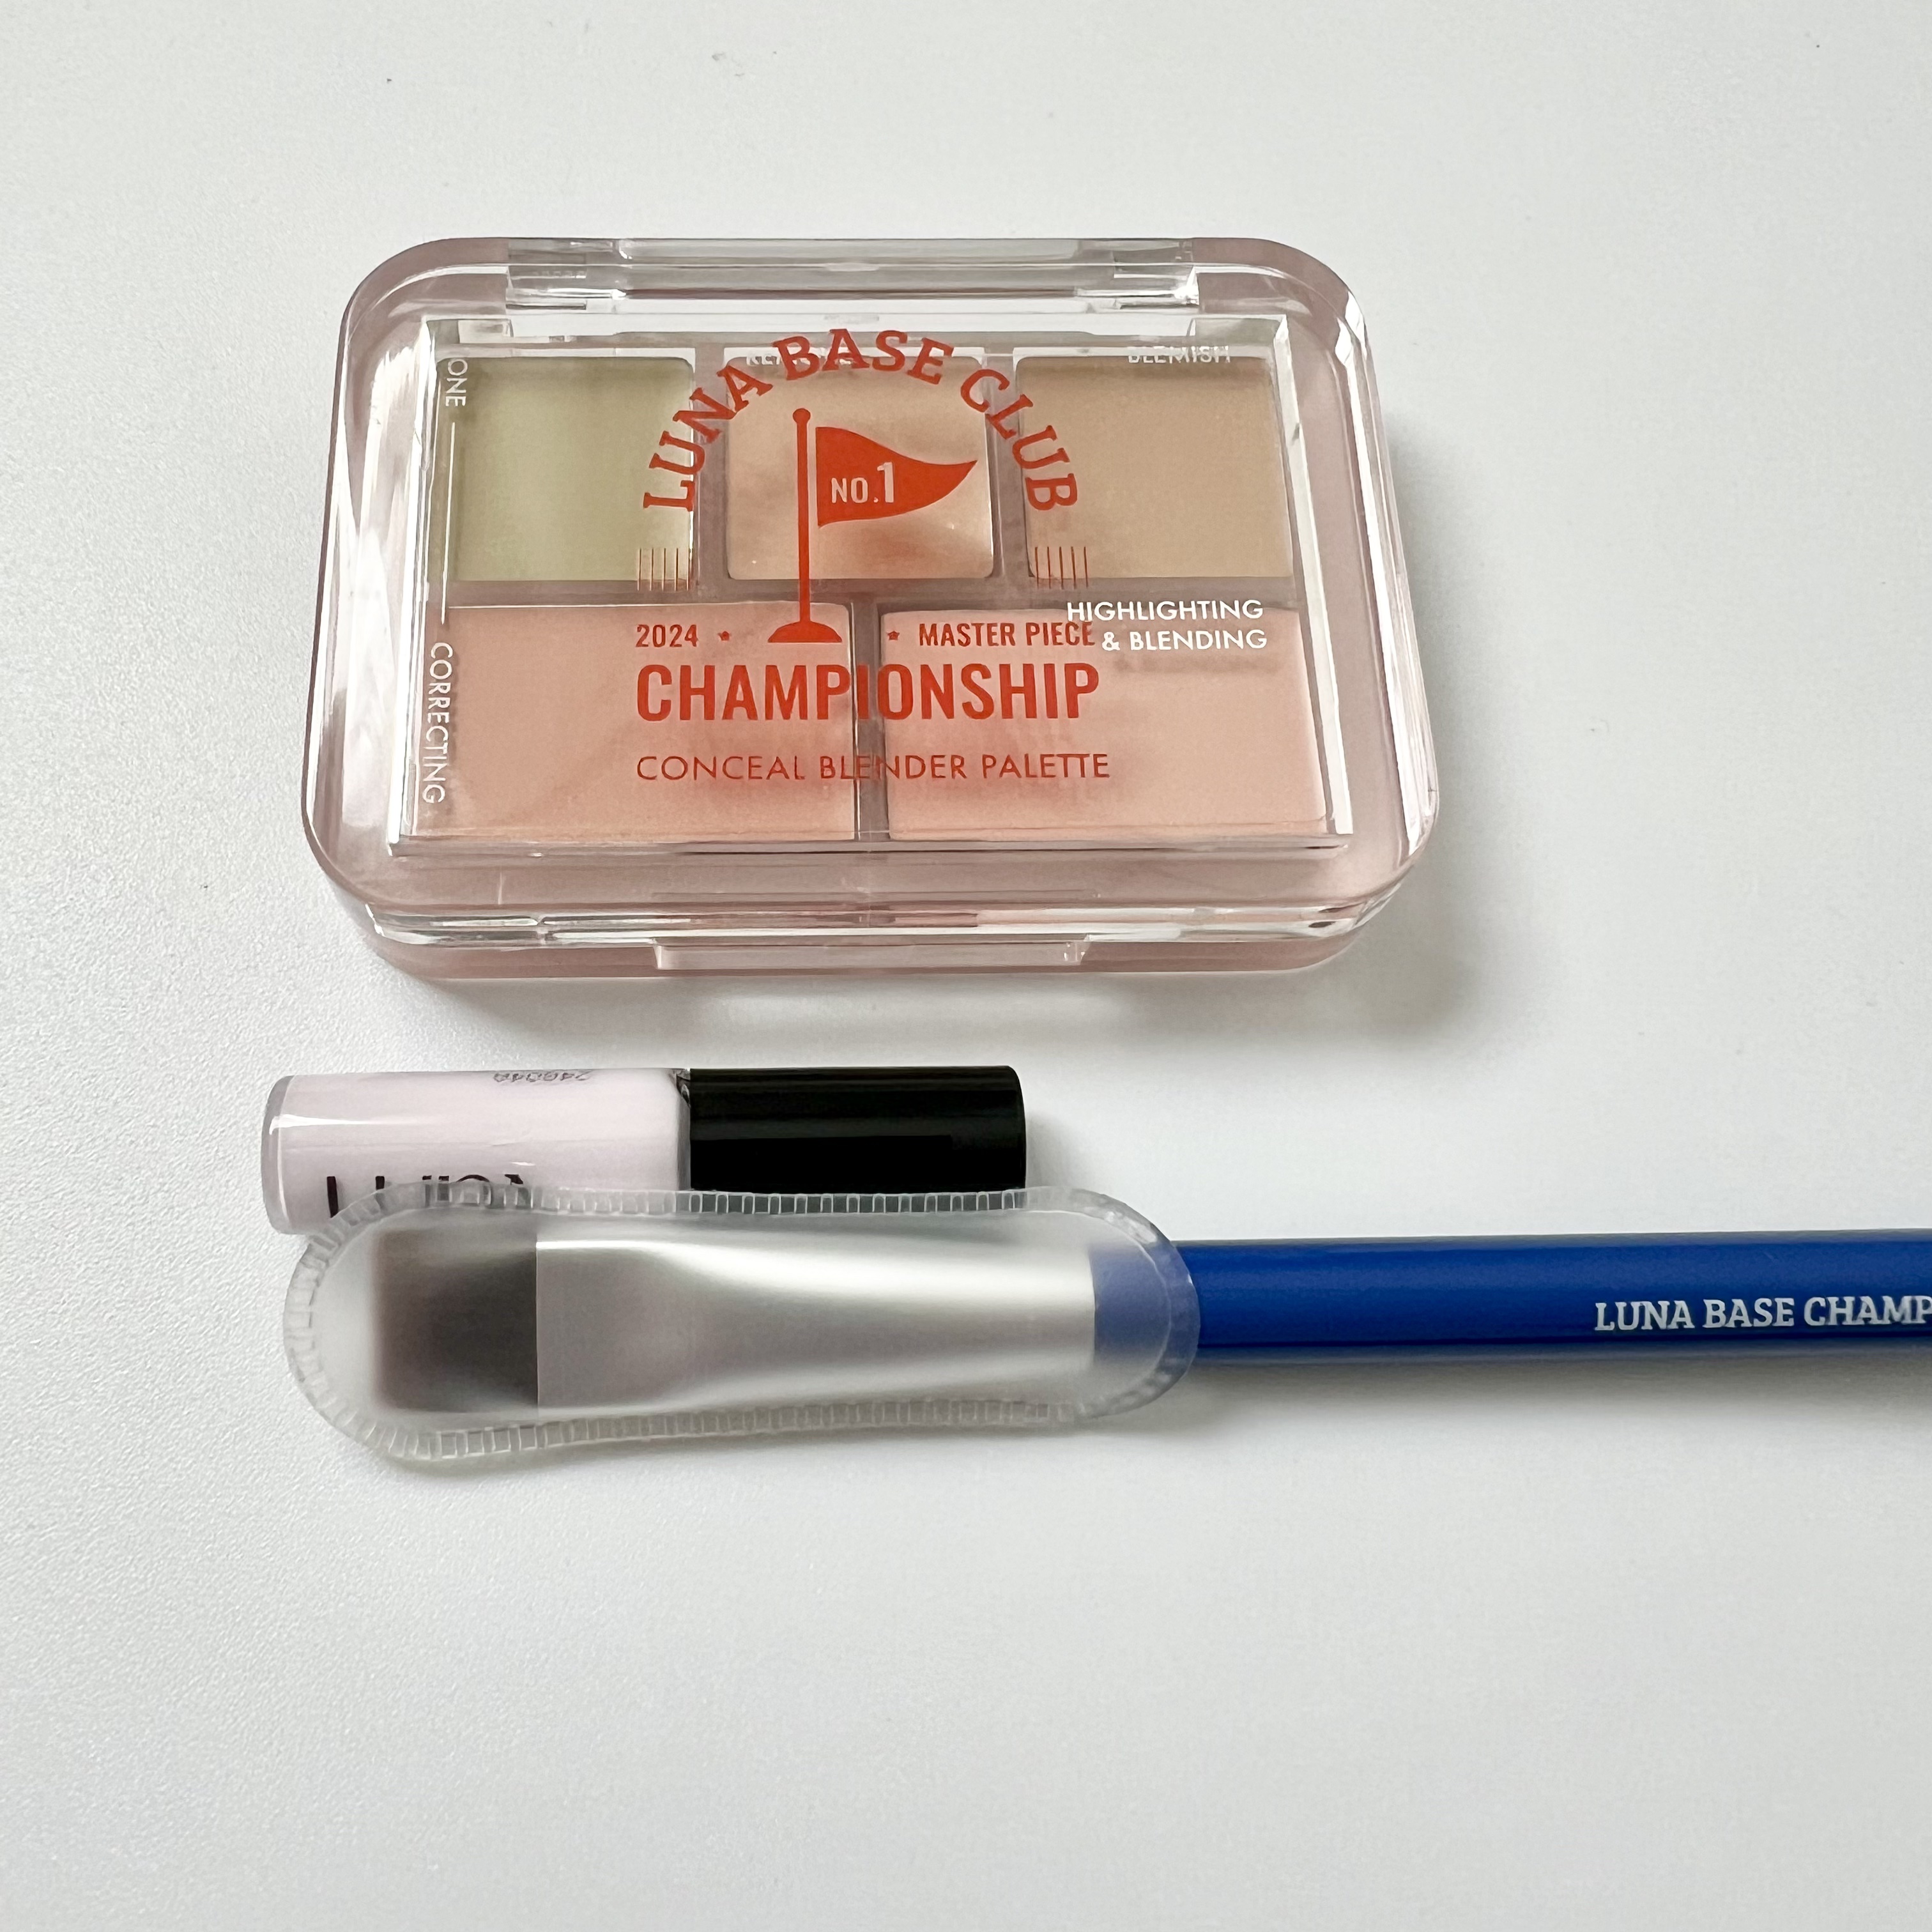 LUNA BASE CLUB
NO.1
BLEMISH
ONE
CORRECTING
HIGHLIGHTING
& BLENDING
2024 MASTER PIECE
CHAMPIONSHIP
CONCEAL BLENDER PALETTE
LUNA BASE CHAMP